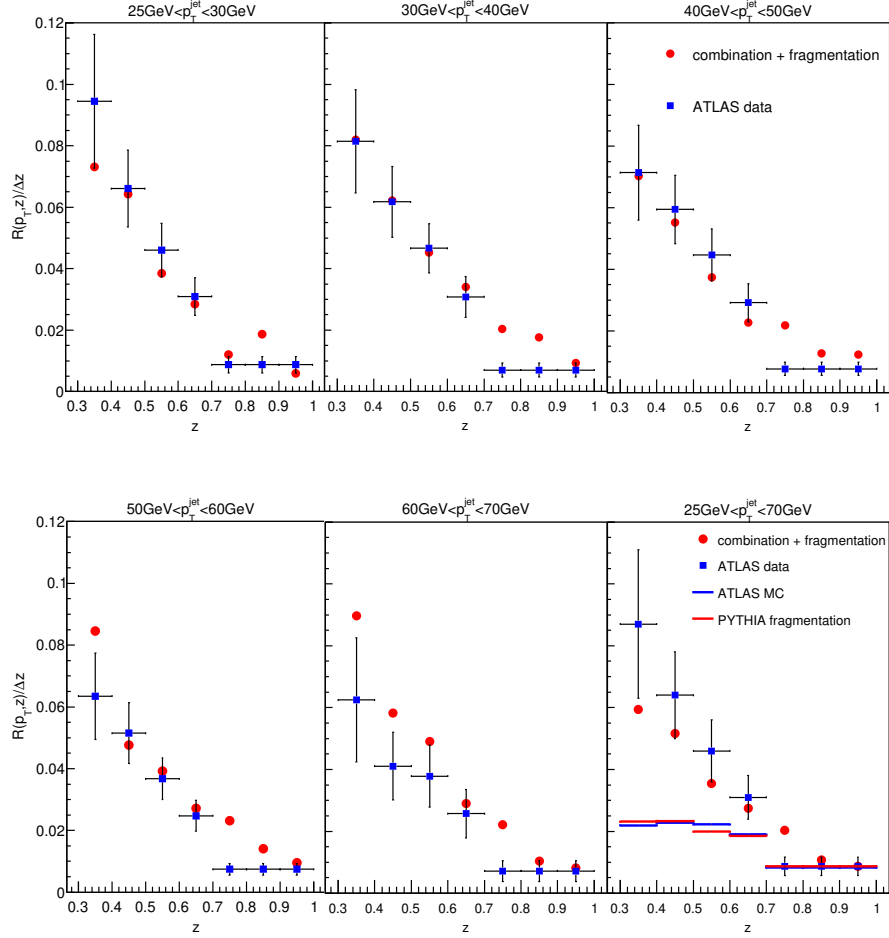 25GeV<p_T^jet<30GeV
30GeV<p_T^jet<40GeV
40GeV<p_T^jet<50GeV
0.12
0.1
0.08
0.06
0.04
0.02
0
R(p_T,z)/Δz
combination + fragmentation
ATLAS data
0.3 0.4 0.5 0.6 0.7 0.8 0.9 1
0.3 0.4 0.5 0.6 0.7 0.8 0.9 1
0.3 0.4 0.5 0.6 0.7 0.8 0.9 1
z
z
z
50GeV<p_T^jet<60GeV
60GeV<p_T^jet<70GeV
25GeV<p_T^jet<70GeV
0.12
0.1
0.08
0.06
0.04
0.02
0
R(p_T,z)/Δz
combination + fragmentation
ATLAS data
ATLAS MC
PYTHIA fragmentation
0.3 0.4 0.5 0.6 0.7 0.8 0.9 1
0.3 0.4 0.5 0.6 0.7 0.8 0.9 1
0.3 0.4 0.5 0.6 0.7 0.8 0.9 1
z
z
z